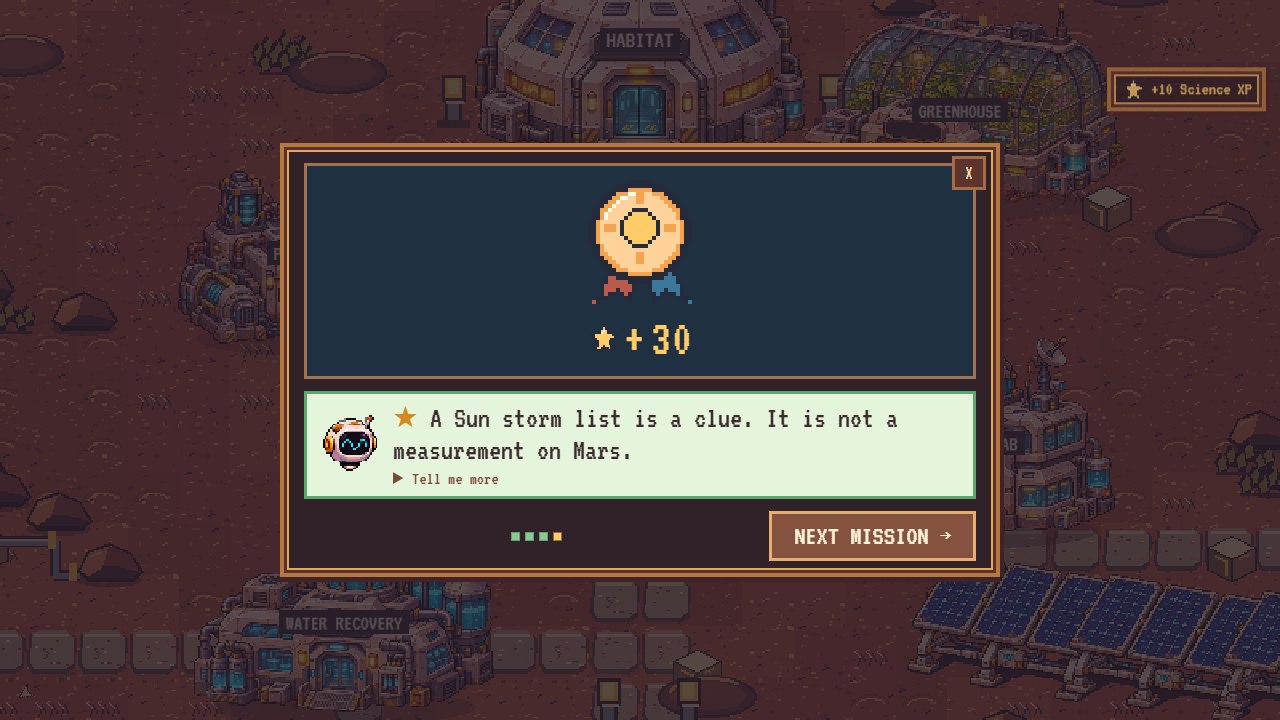 HABITAT
GREENHOUSE
+10 Science XP
X
+30
A Sun storm list is a clue. It is not a
measurement on Mars.
Tell me more
NEXT MISSION →
WATER RECOVERY